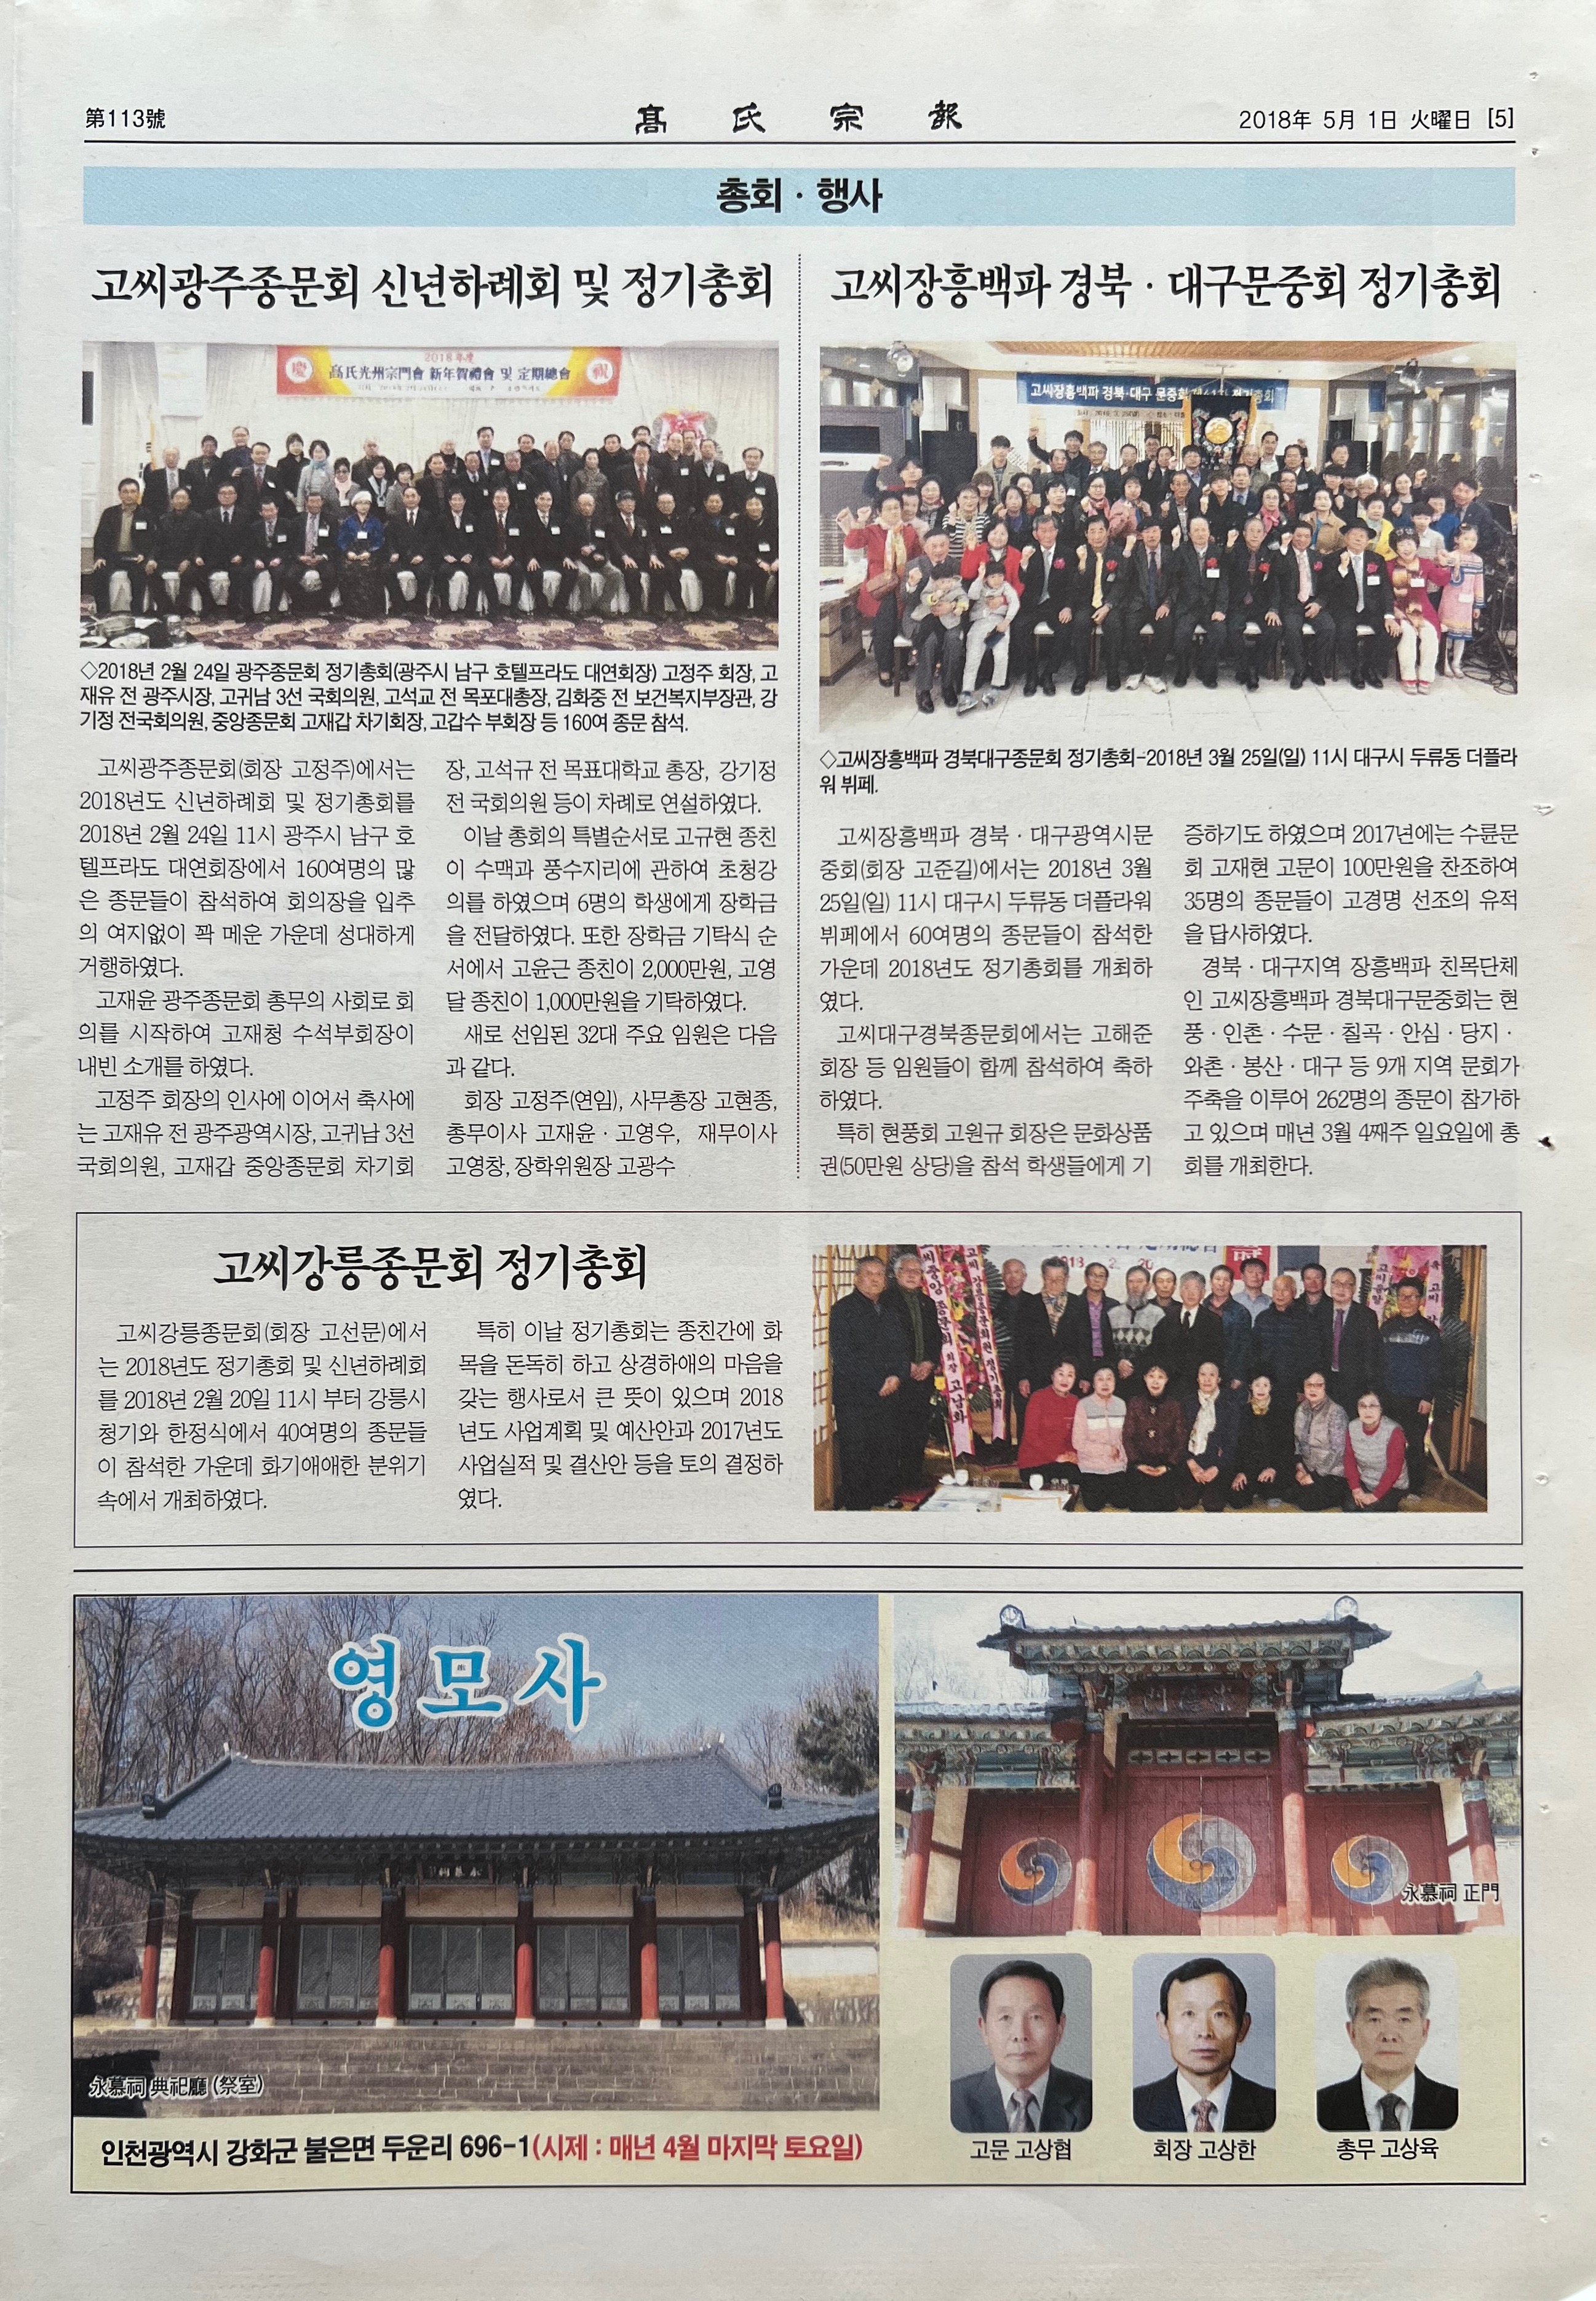 第113號
髙氏宗報
2018年 5月 1日 火曜日 [5]
총회 · 행사
고씨광주종문회 신년하례회 및 정기총회
2018 年度
慶
髙氏光州宗門會 新年賀禮會 및 定期總會
祝
◇2018년 2월 24일 광주종문회 정기총회(광주시 남구 호텔프라도 대연회장) 고정주 회장, 고
재유 전 광주시장, 고귀남 3선 국회의원, 고석교 전 목포대총장, 김화중 전 보건복지부장관, 강
기정 전국회의원, 중앙종문회 고재갑 차기회장, 고갑수 부회장 등 160여 종문 참석.
고씨광주종문회(회장 고정주)에서는
2018년도 신년하례회 및 정기총회를
2018년 2월 24일 11시 광주시 남구 호
텔프라도 대연회장에서 160여명의 많
은 종문들이 참석하여 회의장을 입추
의 여지없이 꽉 메운 가운데 성대하게
거행하였다.
고재윤 광주종문회 총무의 사회로 회
의를 시작하여 고재청 수석부회장이
내빈 소개를 하였다.
고정주 회장의 인사에 이어서 축사에
는 고재유 전 광주광역시장, 고귀남 3선
국회의원, 고재갑 중앙종문회 차기회
장, 고석규 전 목표대학교 총장, 강기정
전 국회의원 등이 차례로 연설하였다.
이날 총회의 특별순서로 고규현 종친
이 수맥과 풍수지리에 관하여 초청강
의를 하였으며 6명의 학생에게 장학금
을 전달하였다. 또한 장학금 기탁식 순
서에서 고윤근 종친이 2,000만원, 고영
달 종친이 1,000만원을 기탁하였다.
새로 선임된 32대 주요 임원은 다음
과 같다.
회장 고정주(연임), 사무총장 고현종,
총무이사 고재윤 · 고영우, 재무이사
고영창, 장학위원장 고광수
고씨장흥백파 경북 · 대구문중회 정기총회
고씨장흥백파 경북·대구 문중회 정기총회
◇고씨장흥백파 경북대구종문회 정기총회-2018년 3월 25일(일) 11시 대구시 두류동 더플라
워 뷔페.
고씨장흥백파 경북 · 대구광역시문
중회(회장 고준길)에서는 2018년 3월
25일(일) 11시 대구시 두류동 더플라워
뷔페에서 60여명의 종문들이 참석한
가운데 2018년도 정기총회를 개최하
였다.
고씨대구경북종문회에서는 고해준
회장 등 임원들이 함께 참석하여 축하
하였다.
특히 현풍회 고원규 회장은 문화상품
권(50만원 상당)을 참석 학생들에게 기
증하기도 하였으며 2017년에는 수륜문
회 고재현 고문이 100만원을 찬조하여
35명의 종문들이 고경명 선조의 유적
을 답사하였다.
경북 · 대구지역 장흥백파 친목단체
인 고씨장흥백파 경북대구문중회는 현
풍 · 인촌 · 수문 · 칠곡 · 안심 · 당지 ·
와촌 · 봉산 · 대구 등 9개 지역 문회가
주축을 이루어 262명의 종문이 참가하
고 있으며 매년 3월 4째주 일요일에 총
회를 개최한다.
고씨강릉종문회 정기총회
고씨강릉종문회(회장 고선문)에서
는 2018년도 정기총회 및 신년하례회
를 2018년 2월 20일 11시 부터 강릉시
청기와 한정식에서 40여명의 종문들
이 참석한 가운데 화기애애한 분위기
속에서 개최하였다.
특히 이날 정기총회는 종친간에 화
목을 돈독히 하고 상경하애의 마음을
갖는 행사로서 큰 뜻이 있으며 2018
년도 사업계획 및 예산안과 2017년도
사업실적 및 결산안 등을 토의 결정하
였다.
2018. 2. 20
고씨중앙종문회 회장 고남화
영모사
永慕祠
永慕祠 典祀廳 (祭室)
永慕祠 正門
인천광역시 강화군 불은면 두운리 696-1(시제 : 매년 4월 마지막 토요일)
고문 고상협
회장 고상한
총무 고상육